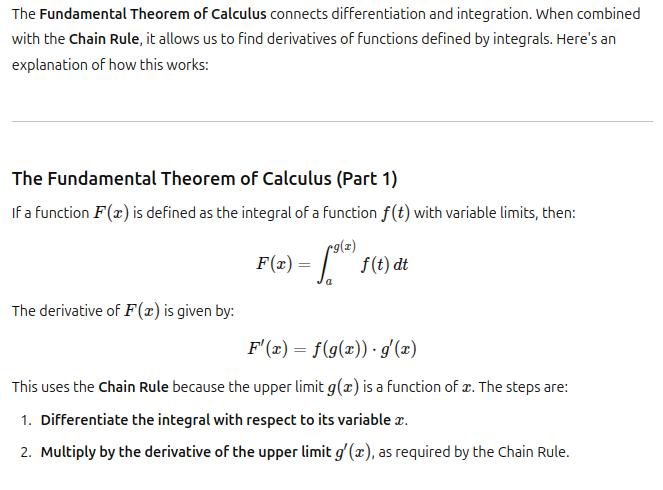 The Fundamental Theorem of Calculus connects differentiation and integration. When combined
with the Chain Rule, it allows us to find derivatives of functions defined by integrals. Here's an
explanation of how this works:
The Fundamental Theorem of Calculus (Part 1)
If a function F(x) is defined as the integral of a function f(t) with variable limits, then:
F(x) = ∫_a^{g(x)} f(t) dt
The derivative of F(x) is given by:
F′(x) = f(g(x)) · g′(x)
This uses the Chain Rule because the upper limit g(x) is a function of x. The steps are:
1. Differentiate the integral with respect to its variable x.
2. Multiply by the derivative of the upper limit g′(x), as required by the Chain Rule.